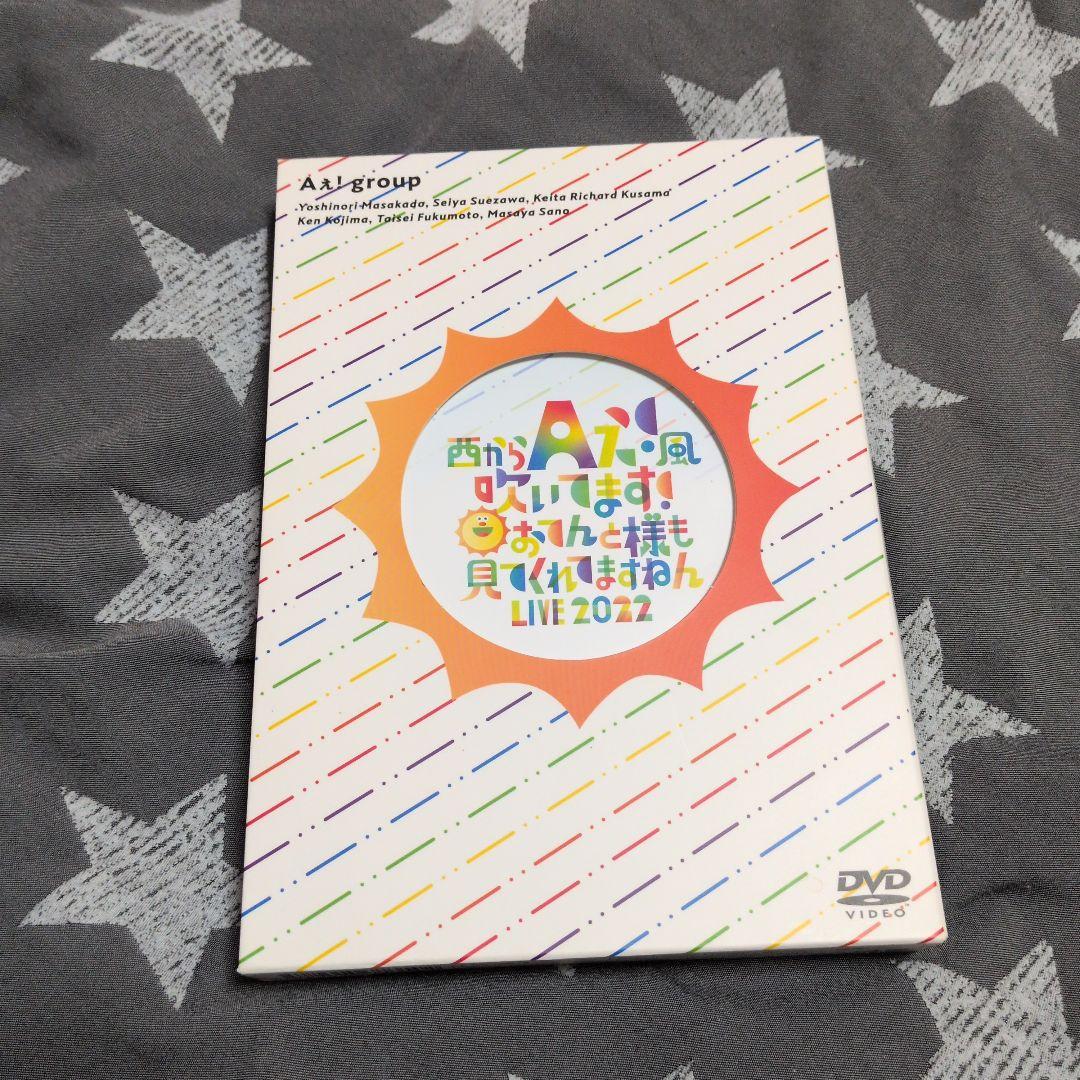 Aぇ! group
Yoshinori Masakado, Seiya Suezawa, Keita Richard Kusama
Ken Kojima, Taisei Fukumoto, Masaya Sano
西からAぇ風
吹いてます!
おてんと様も
見てくれてますねん
LIVE 2022
DVD
VIDEO